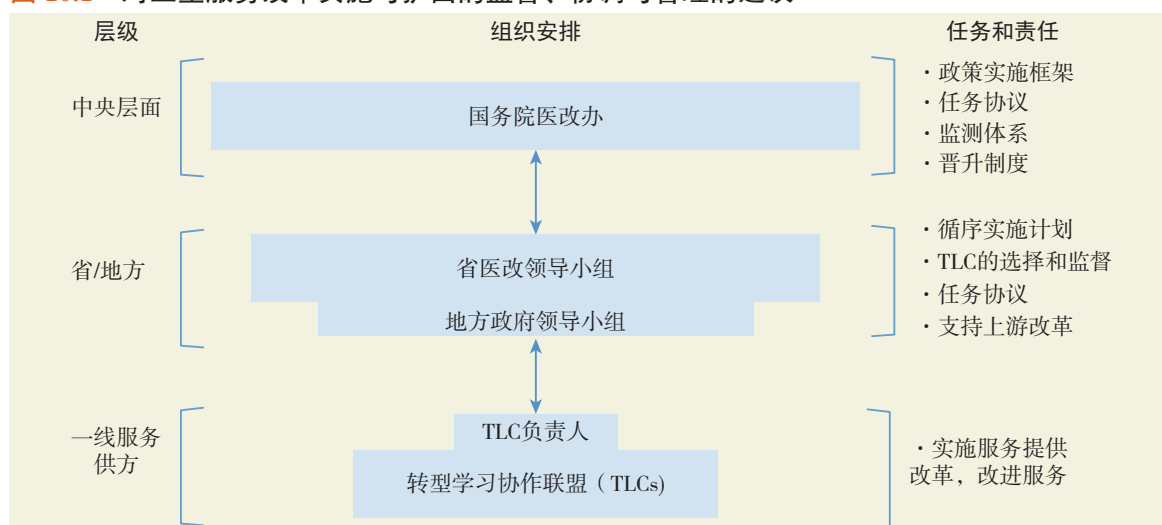 层级 组织安排 任务和责任
中央层面
国务院医改办
·政策实施框架
·任务协议
·监测体系
·晋升制度
省/地方
省医改领导小组
地方政府领导小组
·循序实施计划
·TLC的选择和监督
·任务协议
·支持上游改革
一线服务
供方
TLC负责人
转型学习协作联盟（TLCs)
·实施服务提供
改革，改进服务